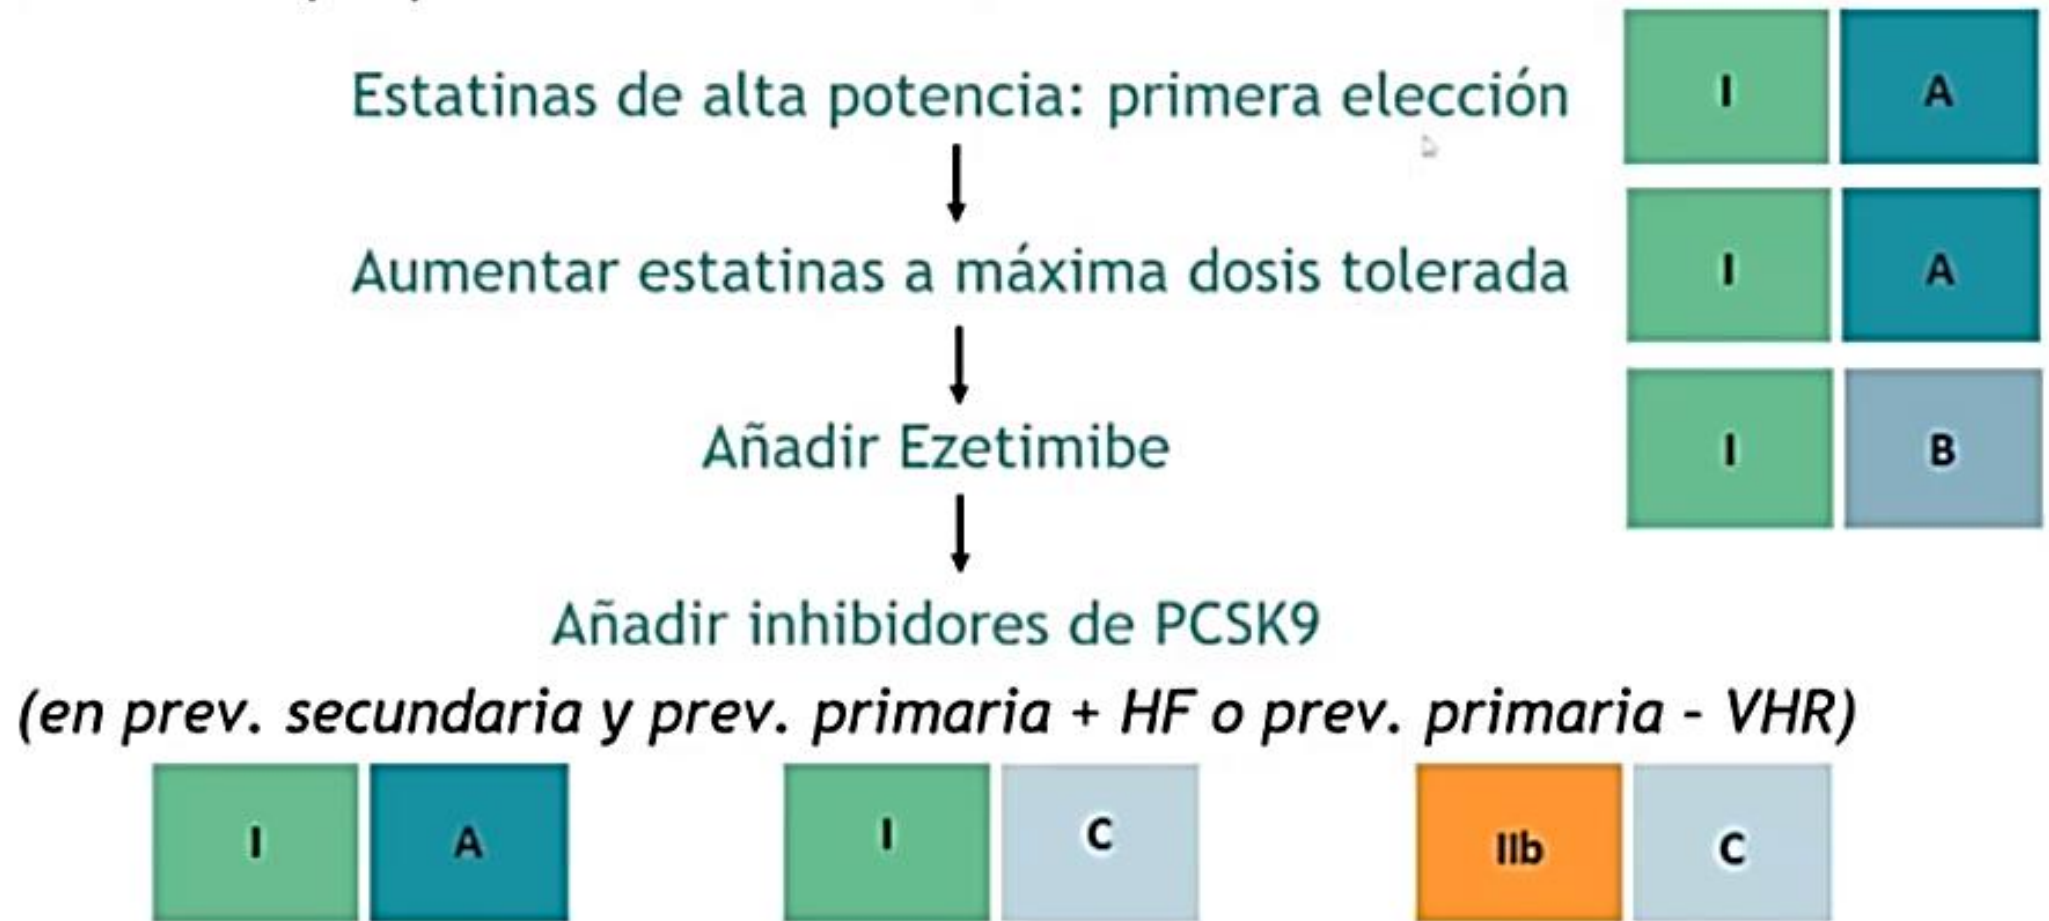 Estatinas de alta potencia: primera elección I A
Aumentar estatinas a máxima dosis tolerada I A
Añadir Ezetimibe I B
Añadir inhibidores de PCSK9
(en prev. secundaria y prev. primaria + HF o prev. primaria - VHR)
I A I C IIb C